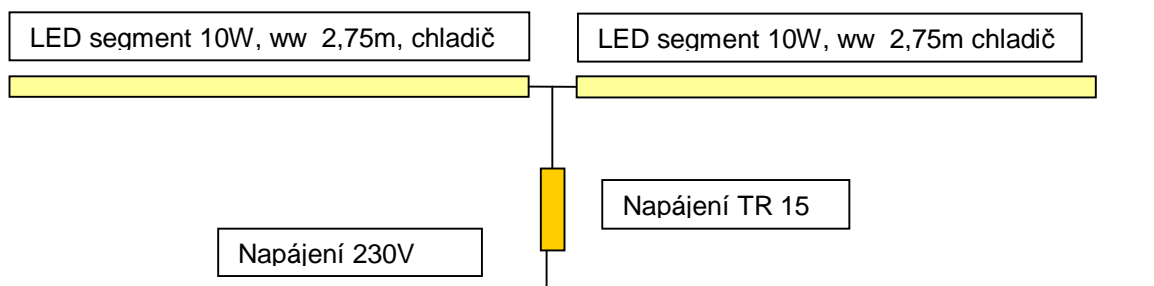 LED segment 10W, ww  2,75m, chladič
LED segment 10W, ww  2,75m chladič
Napájení TR 15
Napájení 230V